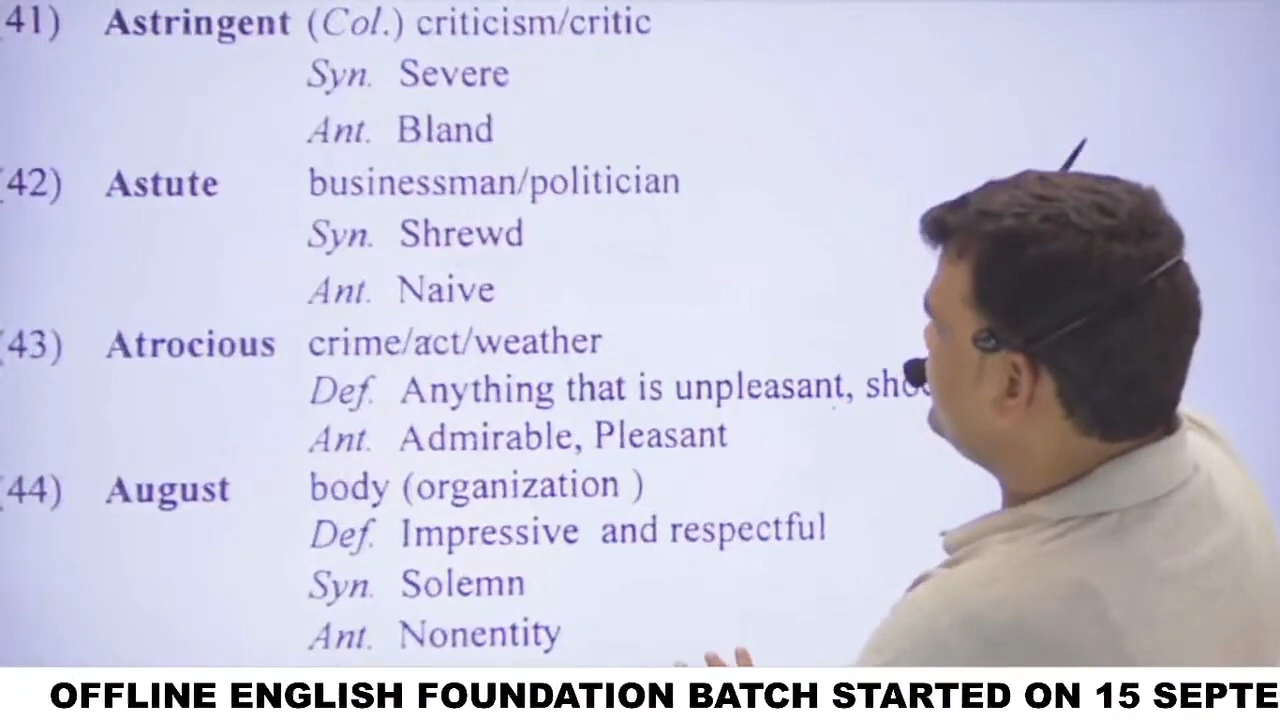 41) Astringent (Col.) criticism/critic
Syn. Severe
Ant. Bland
42) Astute businessman/politician
Syn. Shrewd
Ant. Naive
43) Atrocious crime/act/weather
Def. Anything that is unpleasant,
Ant. Admirable, Pleasant
44) August body (organization )
Def. Impressive and respectful
Syn. Solemn
Ant. Nonentity
OFFLINE ENGLISH FOUNDATION BATCH STARTED ON 15